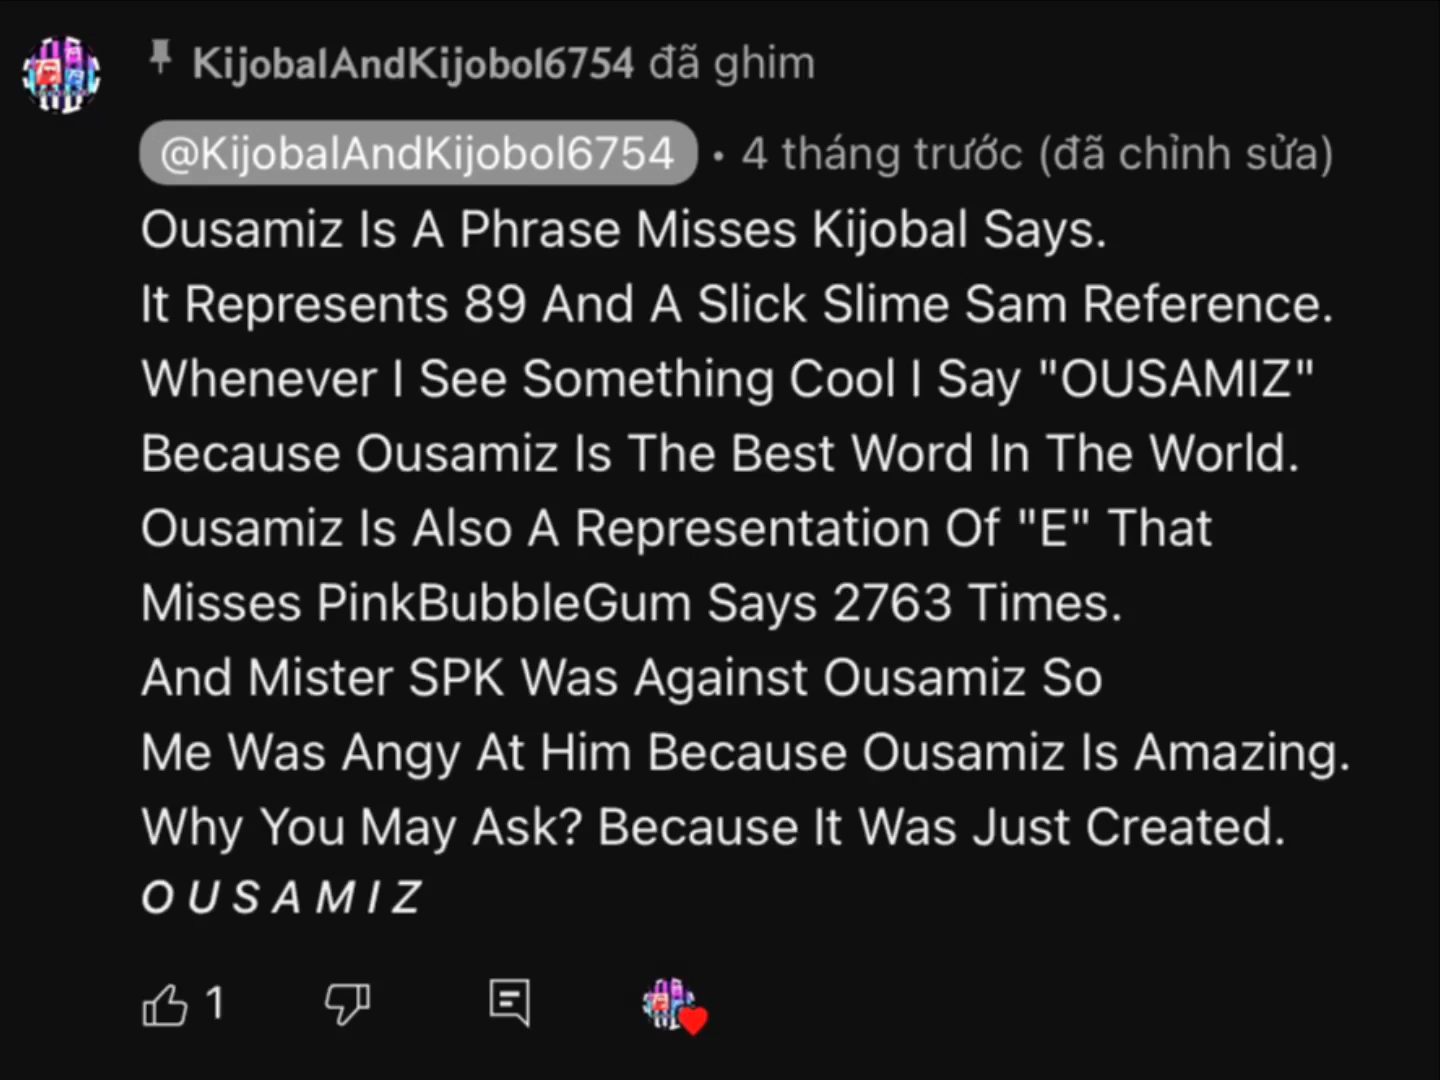 KijobalAndKijobol6754 đã ghim
@KijobalAndKijobol6754 • 4 tháng trước (đã chỉnh sửa)
Ousamiz Is A Phrase Misses Kijobal Says.
It Represents 89 And A Slick Slime Sam Reference.
Whenever I See Something Cool I Say "OUSAMIZ"
Because Ousamiz Is The Best Word In The World.
Ousamiz Is Also A Representation Of "E" That
Misses PinkBubbleGum Says 2763 Times.
And Mister SPK Was Against Ousamiz So
Me Was Angy At Him Because Ousamiz Is Amazing.
Why You May Ask? Because It Was Just Created.
O U S A M I Z
1